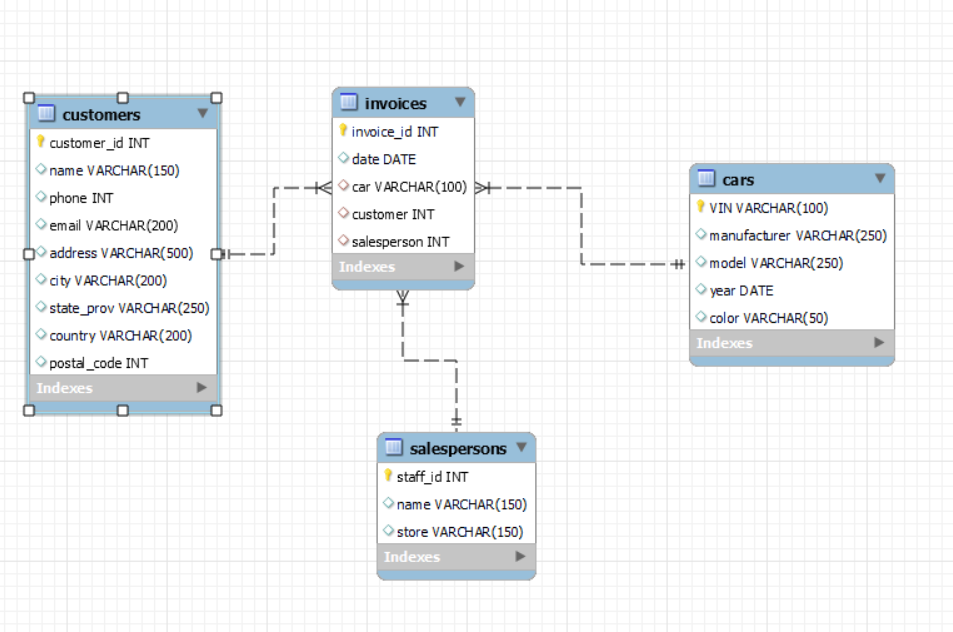 customers
customer_id INT
name VARCHAR(150)
phone INT
email VARCHAR(200)
address VARCHAR(500)
city VARCHAR(200)
state_prov VARCHAR(250)
country VARCHAR(200)
postal_code INT
Indexes
invoices
invoice_id INT
date DATE
car VARCHAR(100)
customer INT
salesperson INT
Indexes
cars
VIN VARCHAR(100)
manufacturer VARCHAR(250)
model VARCHAR(250)
year DATE
color VARCHAR(50)
Indexes
salespersons
staff_id INT
name VARCHAR(150)
store VARCHAR(150)
Indexes